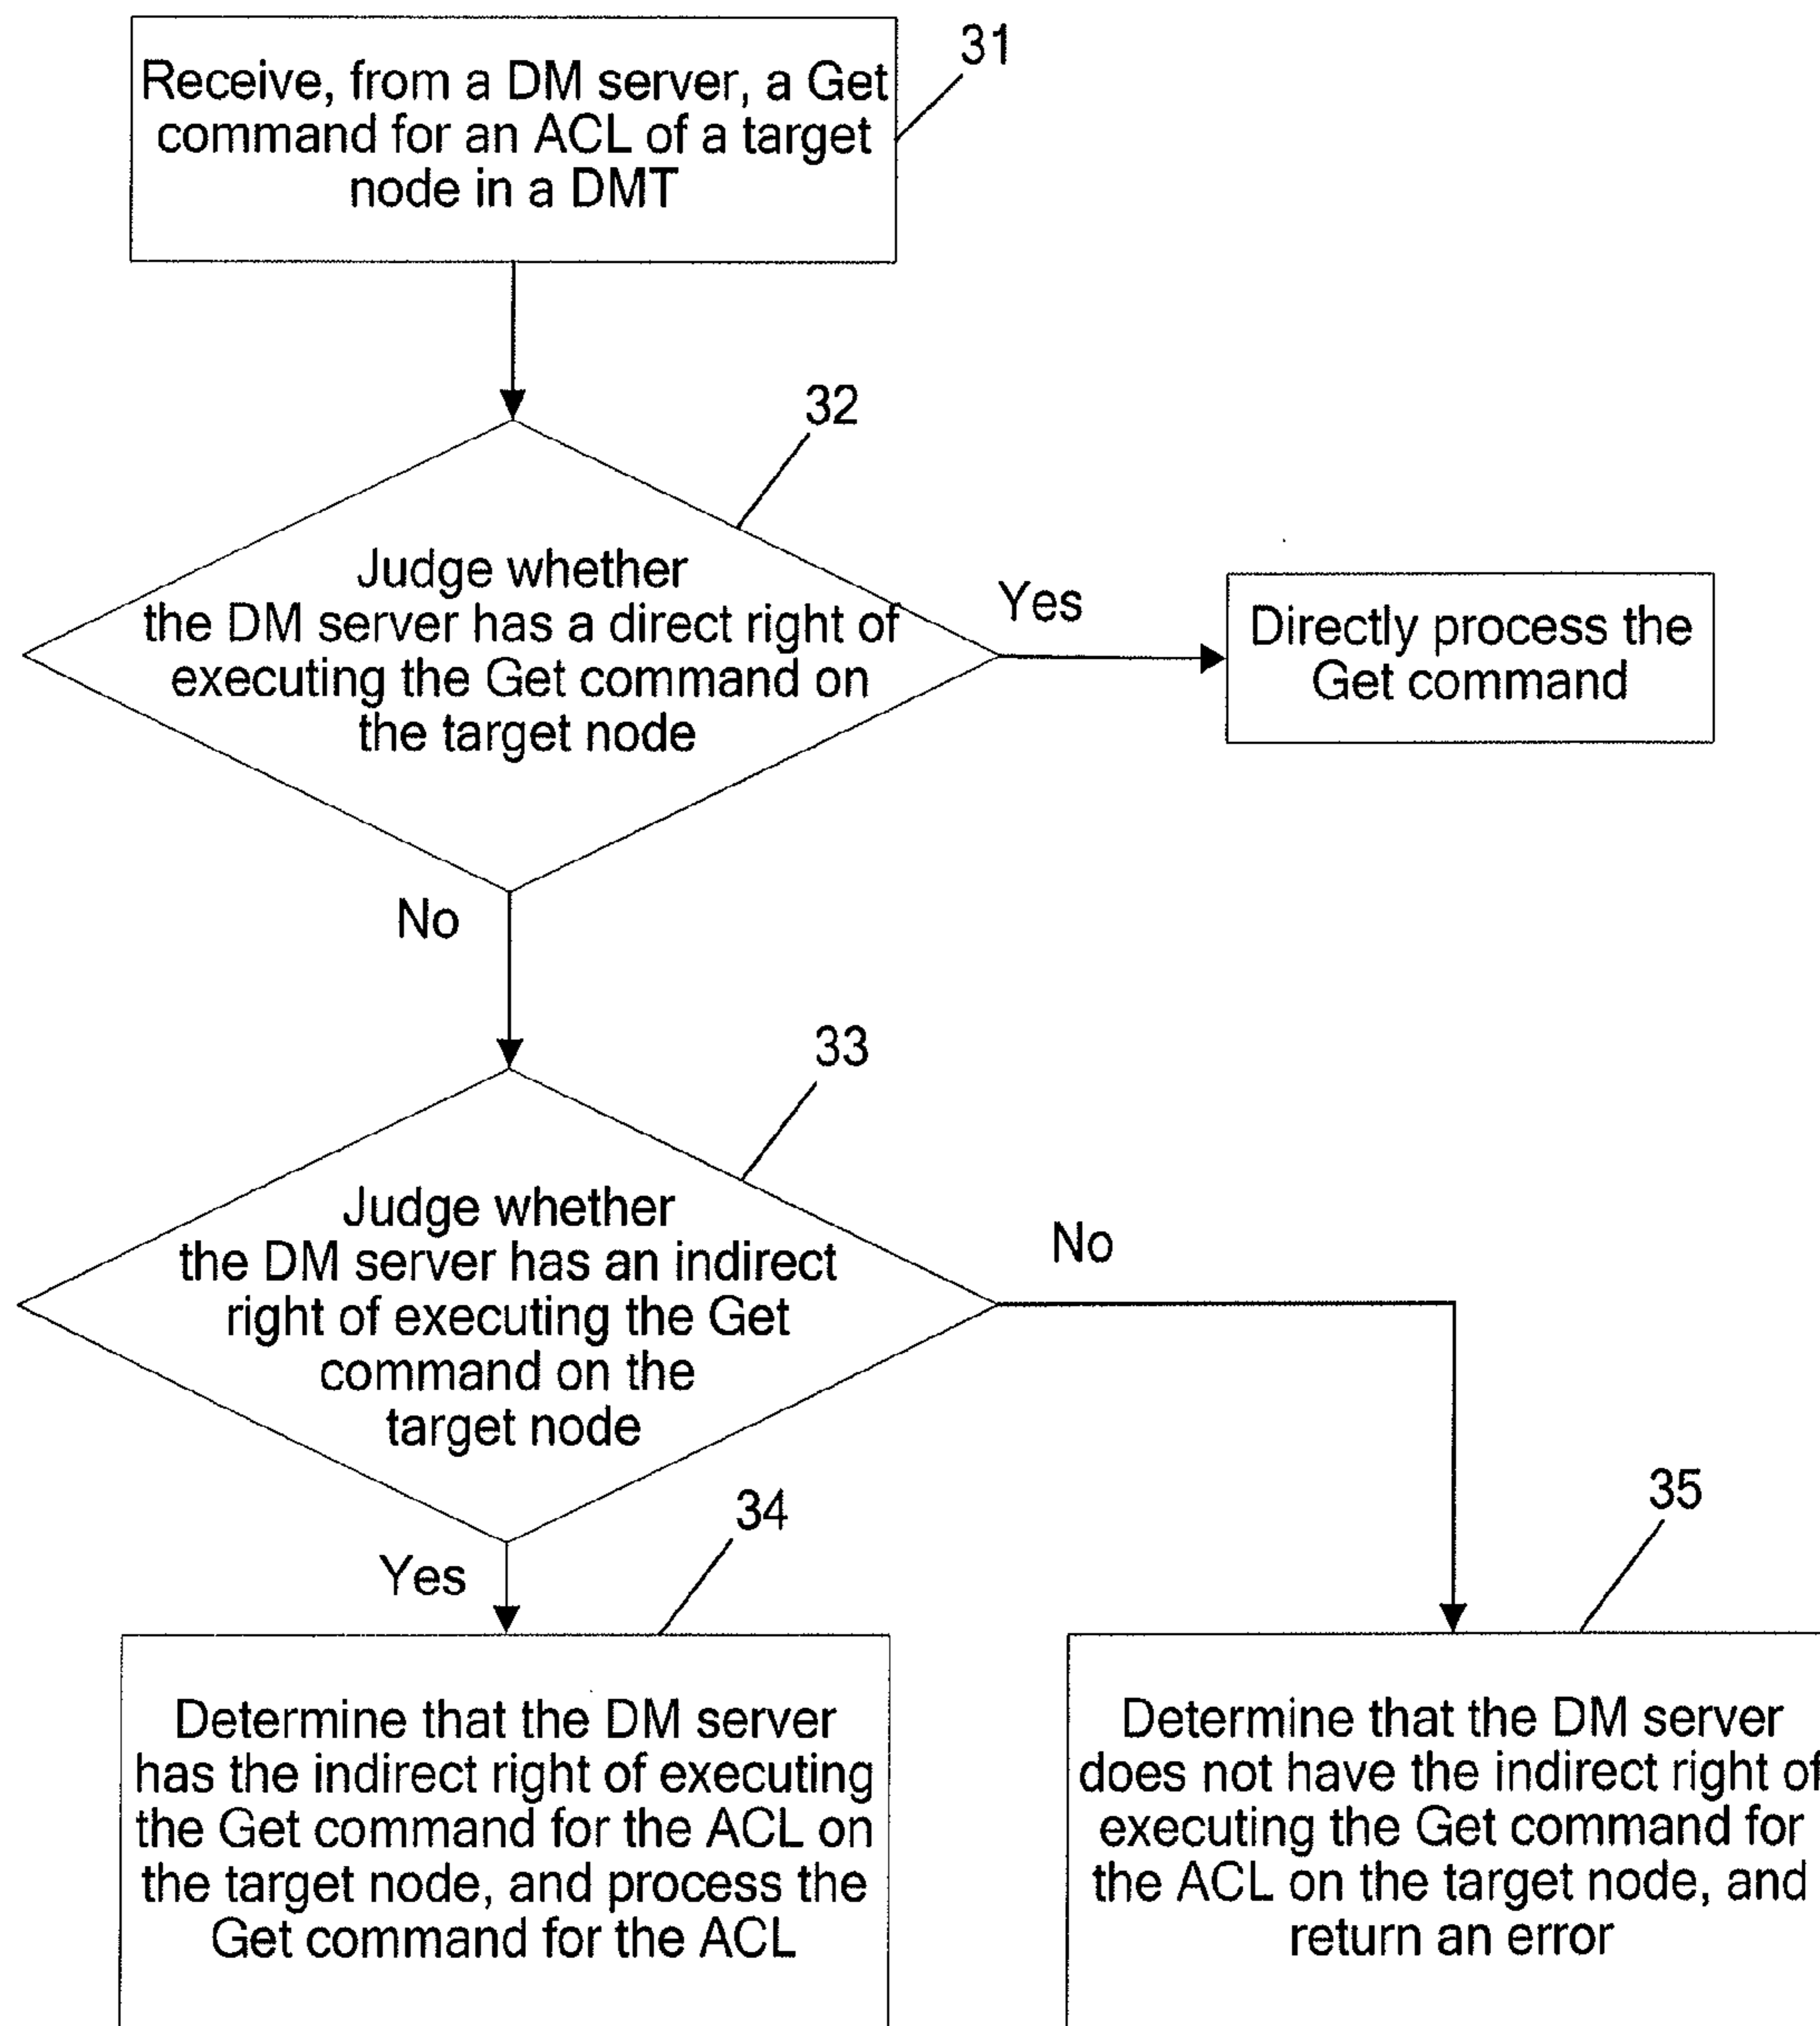 Receive, from a DM server, a Get
command for an ACL of a target
node in a DMT
31
32
Judge whether
the DM server has a direct right of
executing the Get command on
the target node
Yes
Directly process the
Get command
No
33
Judge whether
the DM server has an indirect
right of executing the Get
command on the
target node
No
Yes
34
35
Determine that the DM server
has the indirect right of executing
the Get command for the ACL on
the target node, and process the
Get command for the ACL
Determine that the DM server
does not have the indirect right of
executing the Get command for
the ACL on the target node, and
return an error